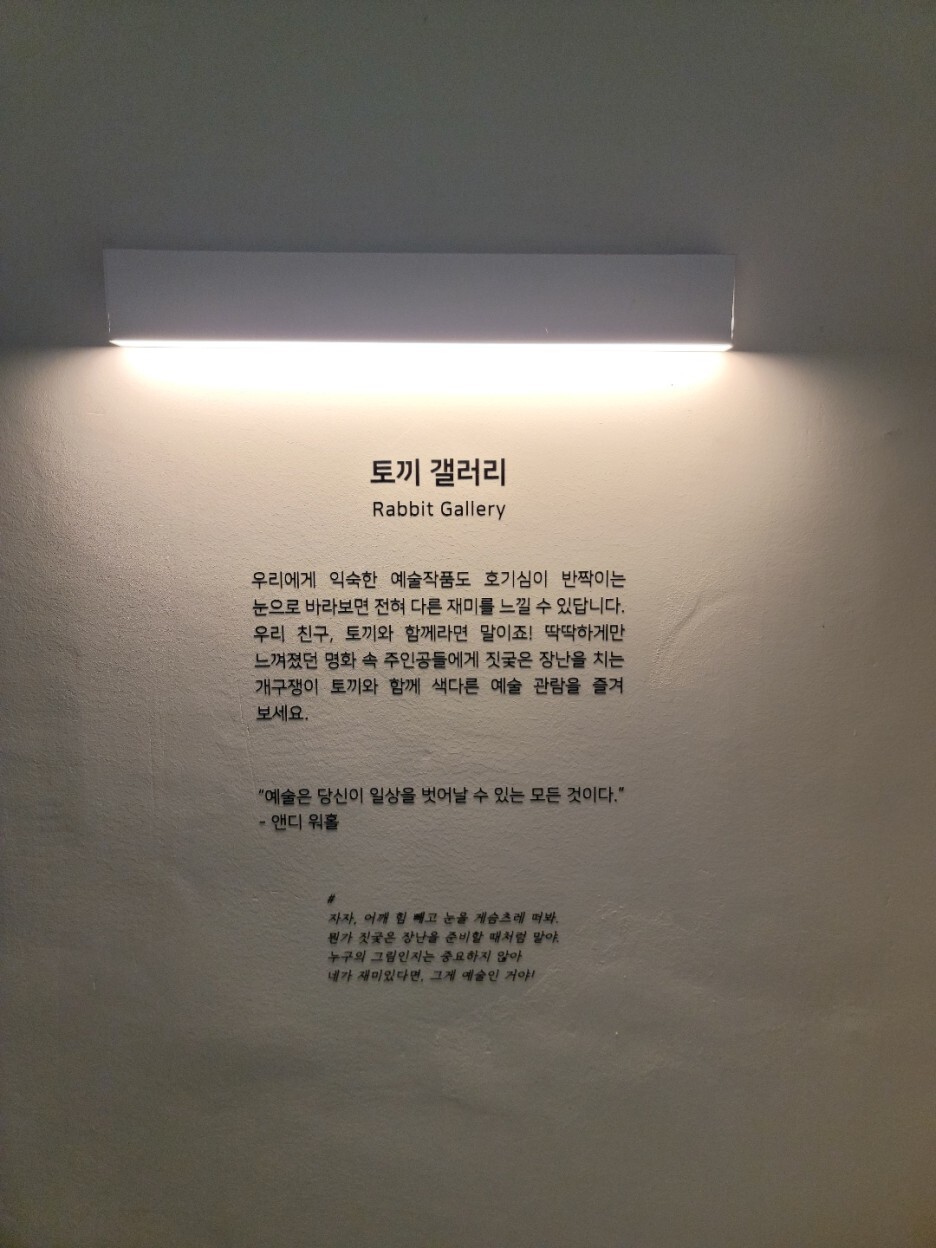 토끼 갤러리
Rabbit Gallery
우리에게 익숙한 예술작품도 호기심이 반짝이는
눈으로 바라보면 전혀 다른 재미를 느낄 수 있답니다.
우리 친구, 토끼와 함께라면 말이죠! 딱딱하게만
느껴졌던 명화 속 주인공들에게 짓궂은 장난을 치는
개구쟁이 토끼와 함께 색다른 예술 관람을 즐겨
보세요.
"예술은 당신이 일상을 벗어날 수 있는 모든 것이다."
- 앤디 워홀
#
자자, 어깨 힘 빼고 눈을 게슴츠레 떠봐.
뭔가 짓궂은 장난을 준비할 때처럼 말야.
누구의 그림인지는 중요하지 않아
네가 재미있다면, 그게 예술인 거야!